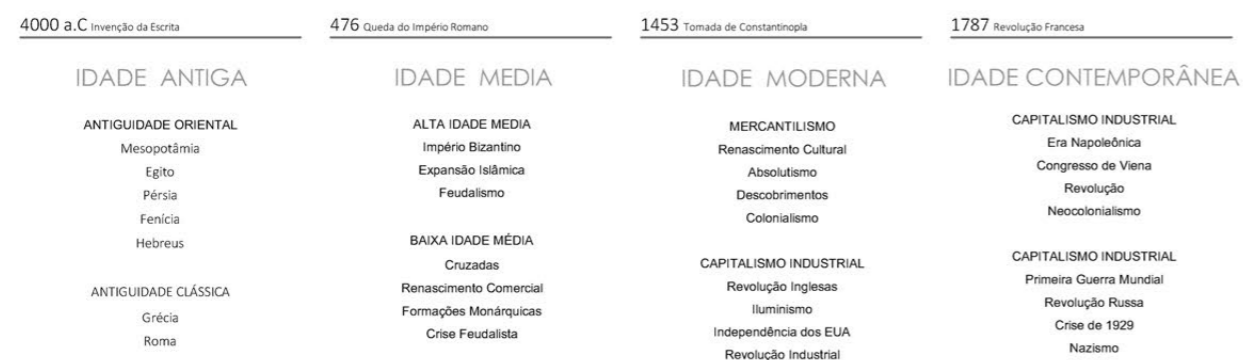 4000 a.C Invenção da Escrita
IDADE ANTIGA
ANTIGUIDADE ORIENTAL
Mesopotâmia
Egito
Pérsia
Fenícia
Hebreus
ANTIGUIDADE CLÁSSICA
Grécia
Roma
476 Queda do Império Romano
IDADE MEDIA
ALTA IDADE MEDIA
Império Bizantino
Expansão Islâmica
Feudalismo
BAIXA IDADE MÉDIA
Cruzadas
Renascimento Comercial
Formações Monárquicas
Crise Feudalista
1453 Tomada de Constantinopla
IDADE MODERNA
MERCANTILISMO
Renascimento Cultural
Absolutismo
Descobrimentos
Colonialismo
CAPITALISMO INDUSTRIAL
Revolução Inglesas
Iluminismo
Independência dos EUA
Revolução Industrial
1787 Revolução Francesa
IDADE CONTEMPORÂNEA
CAPITALISMO INDUSTRIAL
Era Napoleônica
Congresso de Viena
Revolução
Neocolonialismo
CAPITALISMO INDUSTRIAL
Primeira Guerra Mundial
Revolução Russa
Crise de 1929
Nazismo